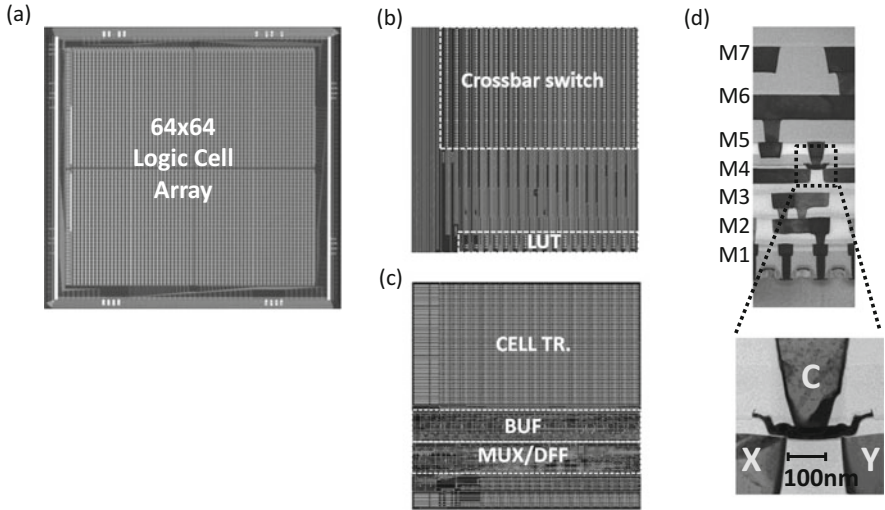 (a)
64x64
Logic Cell
Array
(b)
Crossbar switch
LUT
(c)
CELL TR.
BUF
MUX/DFF
(d)
M7
M6
M5
M4
M3
M2
M1
C
X
Y
100nm